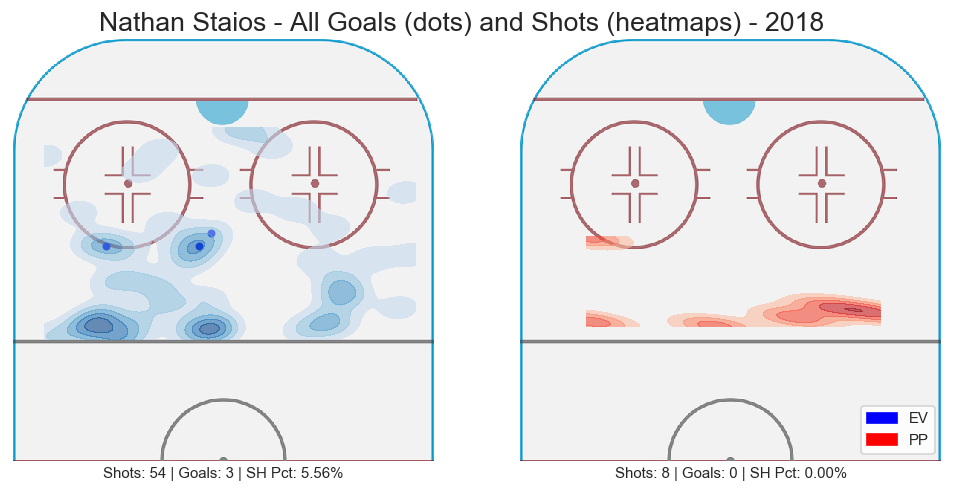 Nathan Staios - All Goals (dots) and Shots (heatmaps) - 2018
EV
PP
Shots: 54 | Goals: 3 | SH Pct: 5.56%
Shots: 8 | Goals: 0 | SH Pct: 0.00%